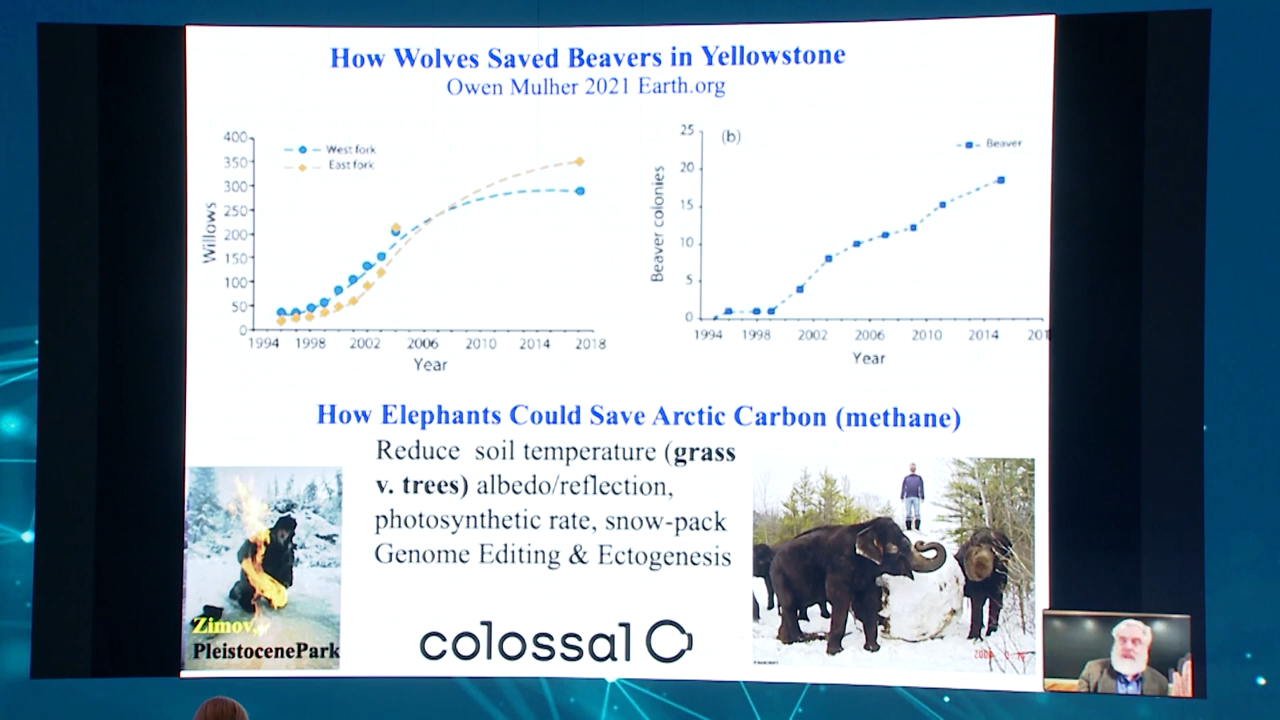 How Wolves Saved Beavers in Yellowstone
Owen Mulher 2021 Earth.org
400
350
300
250
200
150
100
50
0
Willows
West fork
East fork
1994 1998 2002 2006 2010 2014 2018
Year
25
20
15
10
5
0
(b)
Beaver colonies
Beaver
1994 1998 2002 2006 2010 2014 201
Year
How Elephants Could Save Arctic Carbon (methane)
Reduce soil temperature (grass
v. trees) albedo/reflection,
photosynthetic rate, snow-pack
Genome Editing & Ectogenesis
Zimov,
PleistocenePark
colossal